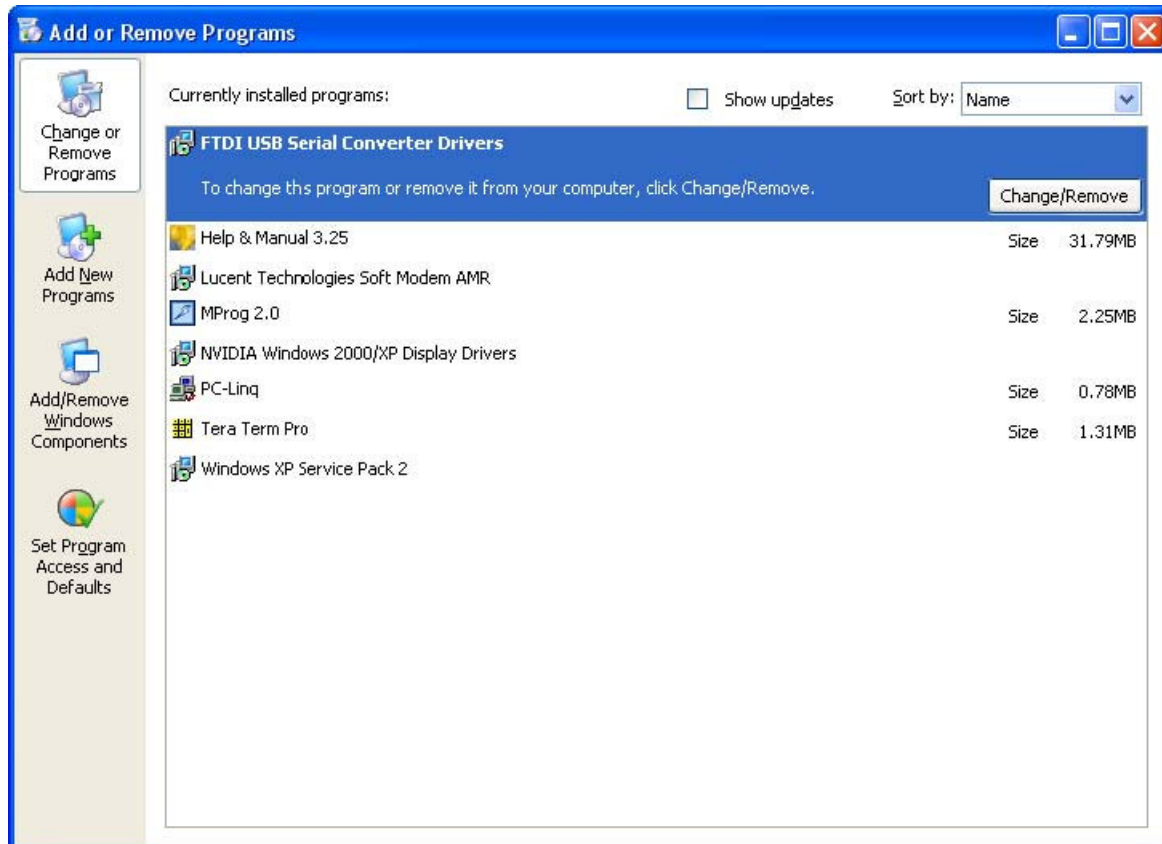 Add or Remove Programs
Change or
Remove
Programs
Add New
Programs
Add/Remove
Windows
Components
Set Program
Access and
Defaults
Currently installed programs:
Show updates
Sort by: Name
FTDI USB Serial Converter Drivers
To change ths program or remove it from your computer, click Change/Remove.
Change/Remove
Help & Manual 3.25 Size 31.79MB
Lucent Technologies Soft Modem AMR
MProg 2.0 Size 2.25MB
NVIDIA Windows 2000/XP Display Drivers
PC-Linq Size 0.78MB
Tera Term Pro Size 1.31MB
Windows XP Service Pack 2